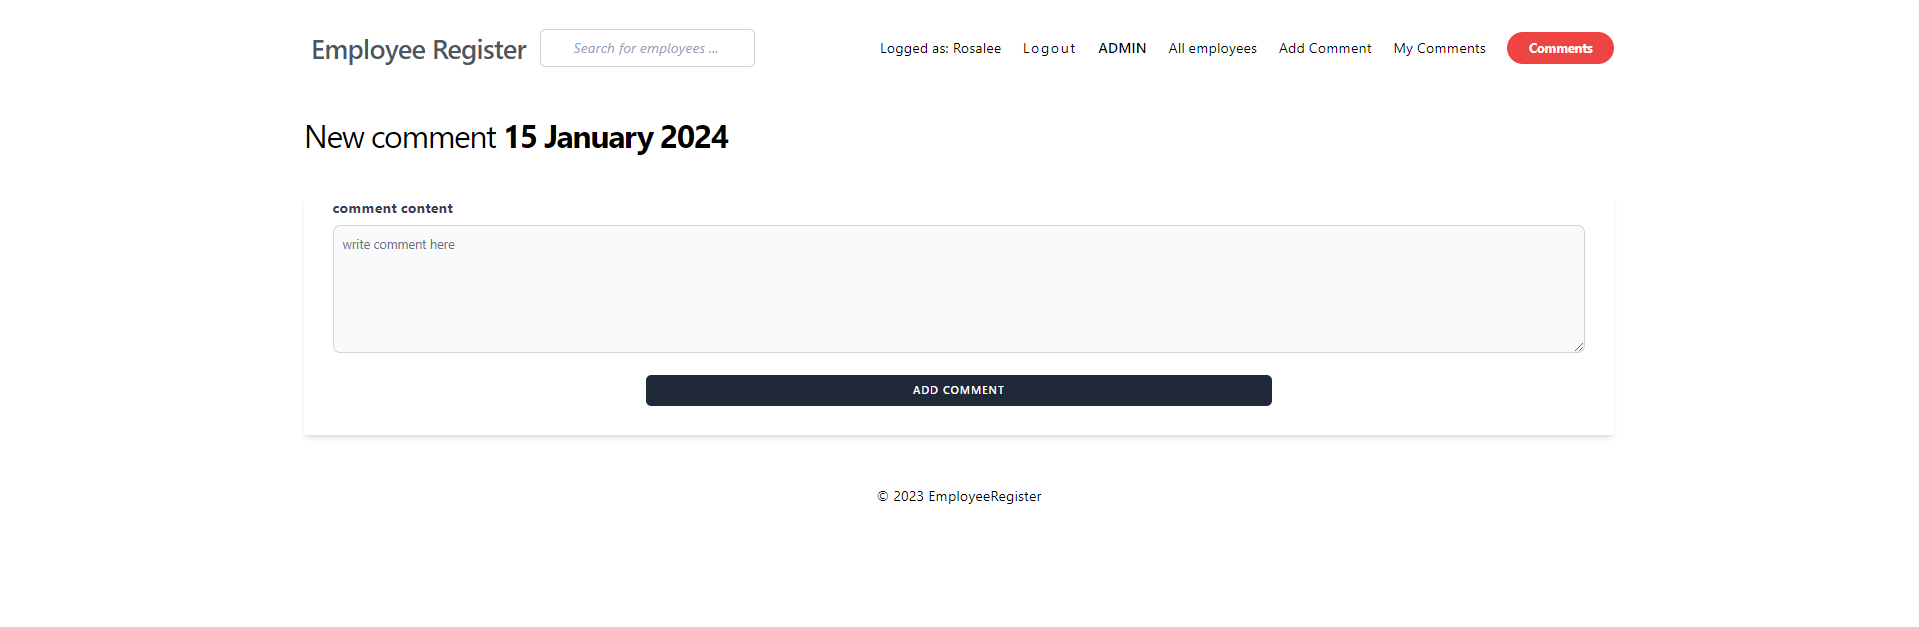 Employee Register
Search for employees ...
Logged as: Rosalee
Logout
ADMIN
All employees
Add Comment
My Comments
Comments
New comment 15 January 2024
comment content
write comment here
ADD COMMENT
© 2023 EmployeeRegister